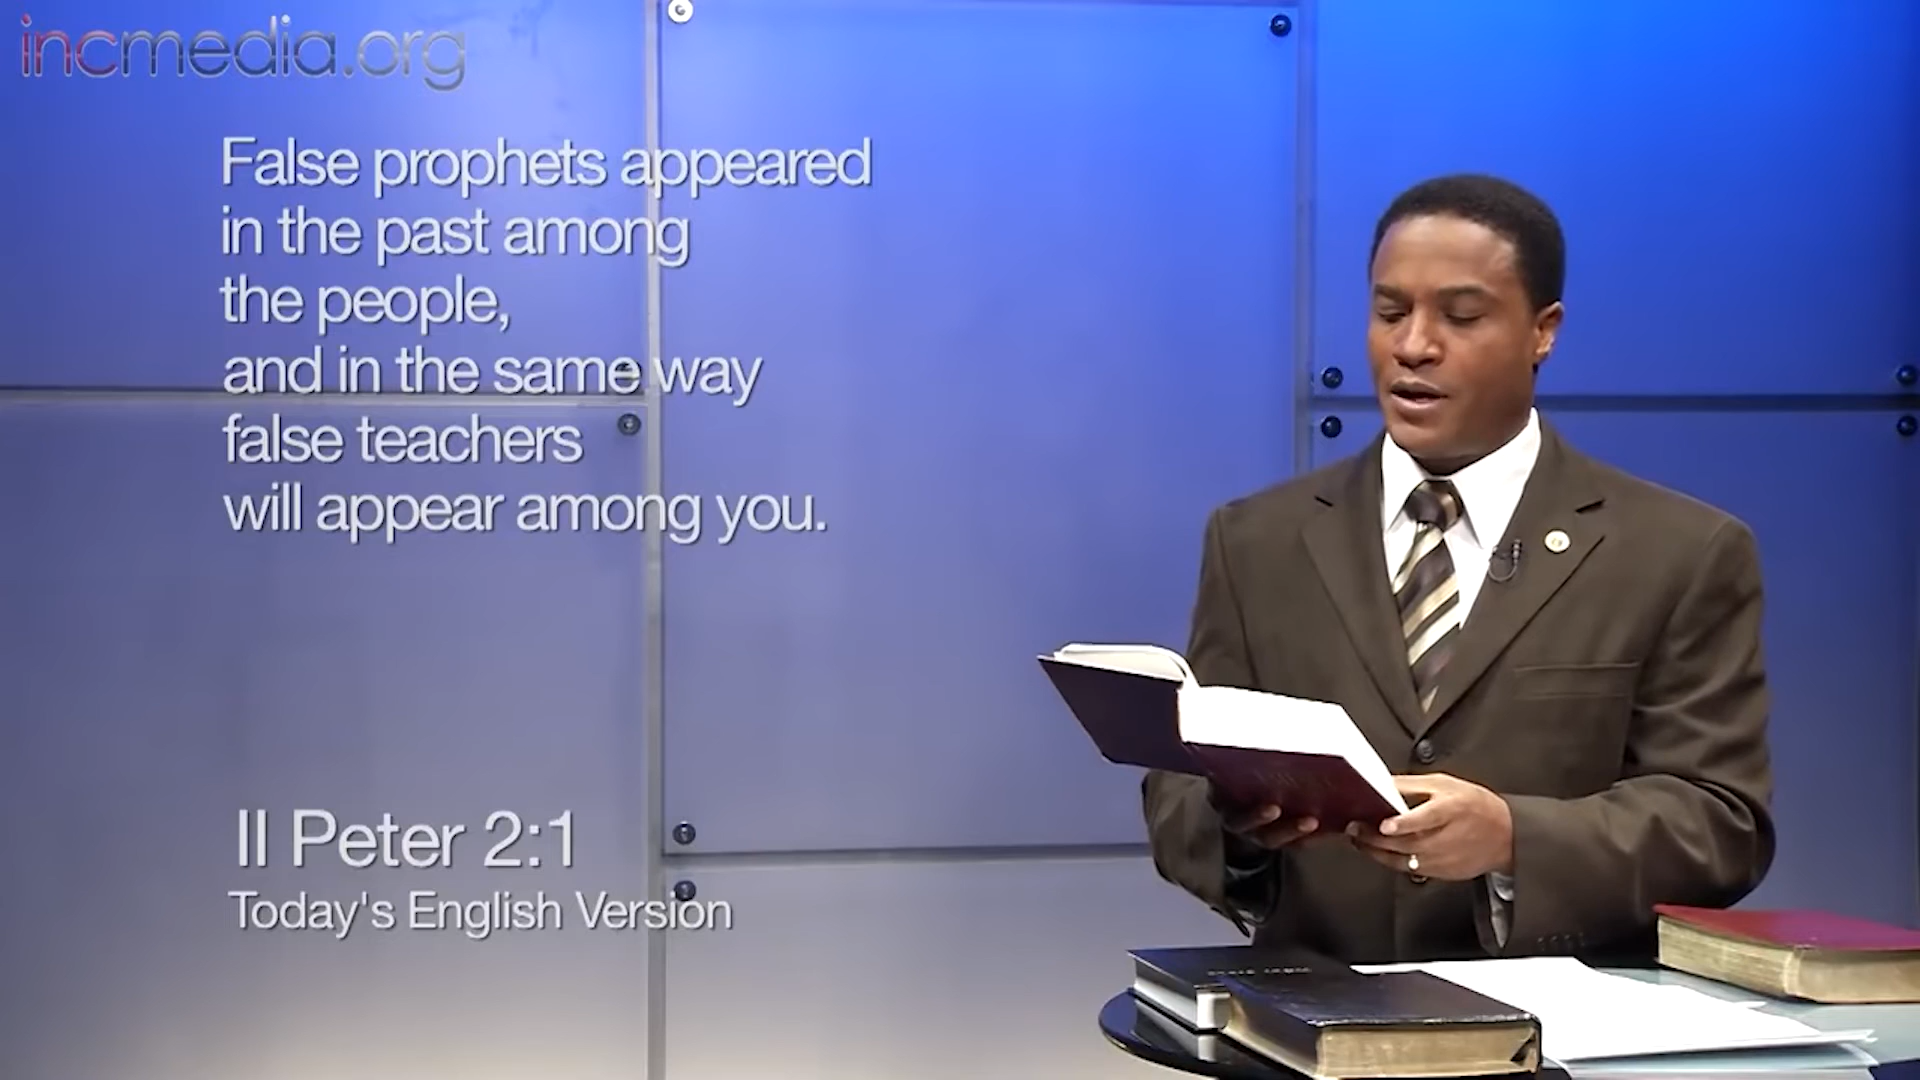 incmedia.org
False prophets appeared
in the past among
the people,
and in the same way
false teachers
will appear among you.
II Peter 2:1
Today's English Version